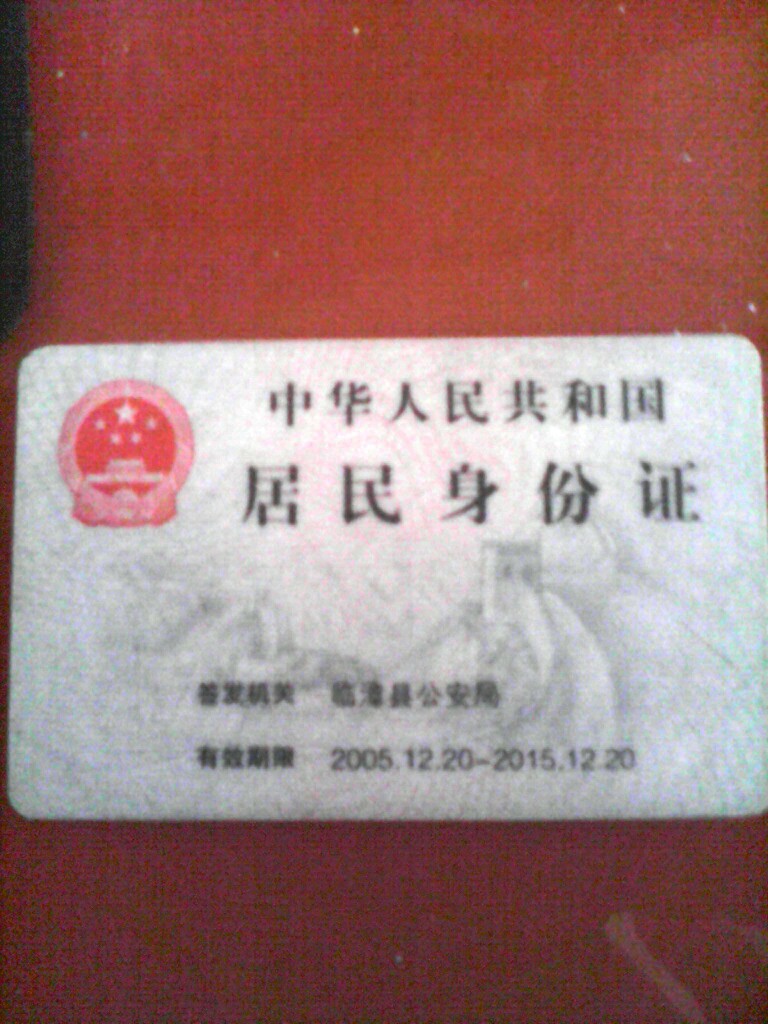 中华人民共和国
居民身份证
签发机关 临漳县公安局
有效期限 2005.12.20-2015.12.20